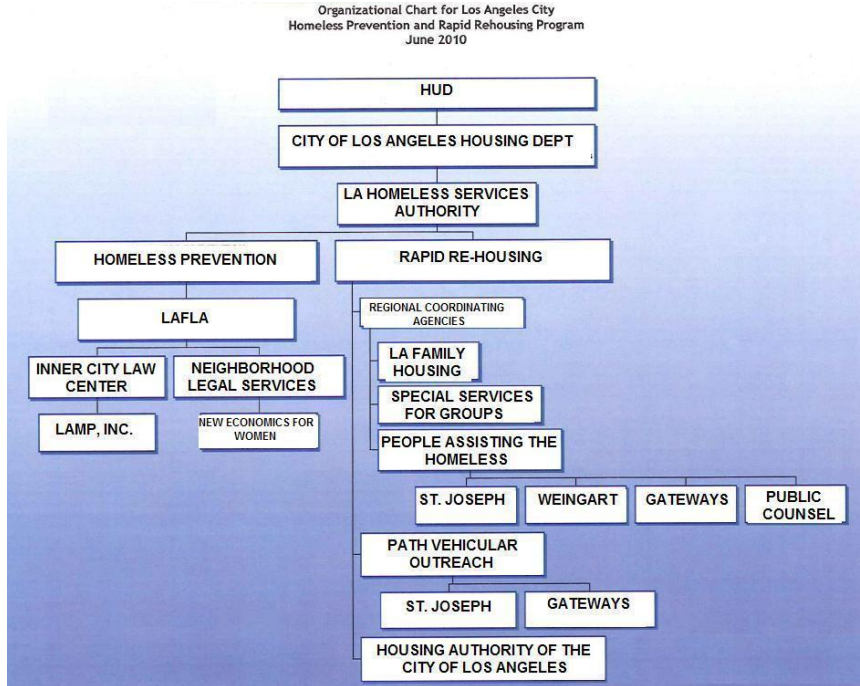 Organizational Chart for Los Angeles City
Homeless Prevention and Rapid Rehousing Program
June 2010
HUD
CITY OF LOS ANGELES HOUSING DEPT
LA HOMELESS SERVICES
AUTHORITY
HOMELESS PREVENTION
RAPID RE-HOUSING
LAFLA
REGIONAL COORDINATING
AGENCIES
INNER CITY LAW
CENTER
NEIGHBORHOOD
LEGAL SERVICES
LA FAMILY
HOUSING
LAMP, INC.
NEW ECONOMICS FOR
WOMEN
SPECIAL SERVICES
FOR GROUPS
PEOPLE ASSISTING THE
HOMELESS
ST. JOSEPH
WEINGART
GATEWAYS
PUBLIC
COUNSEL
PATH VEHICULAR
OUTREACH
ST. JOSEPH
GATEWAYS
HOUSING AUTHORITY OF THE
CITY OF LOS ANGELES